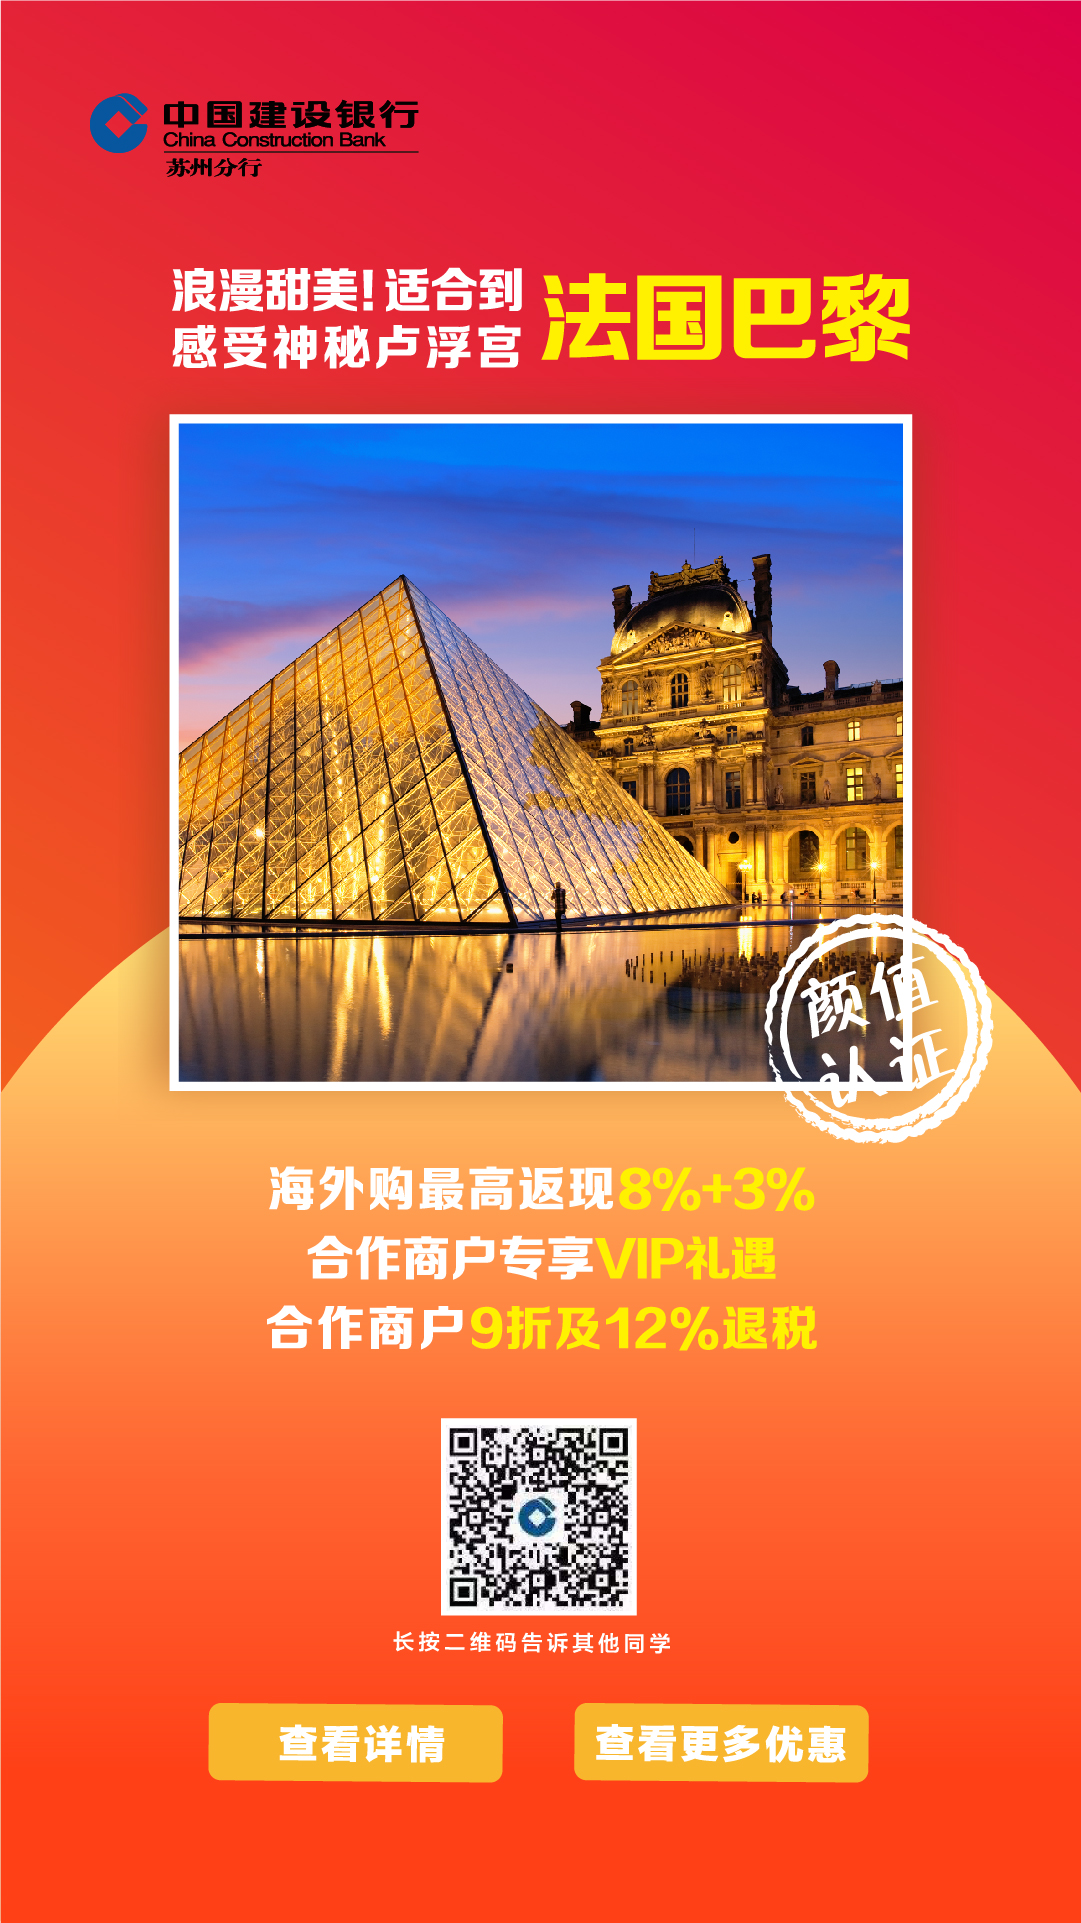 中国建设银行
China Construction Bank
苏州分行
浪漫甜美!适合到
感受神秘卢浮宫
法国巴黎
颜值
认证
海外购最高返现8%+3%
合作商户专享VIP礼遇
合作商户9折及12%退税
长按二维码告诉其他同学
查看详情
查看更多优惠